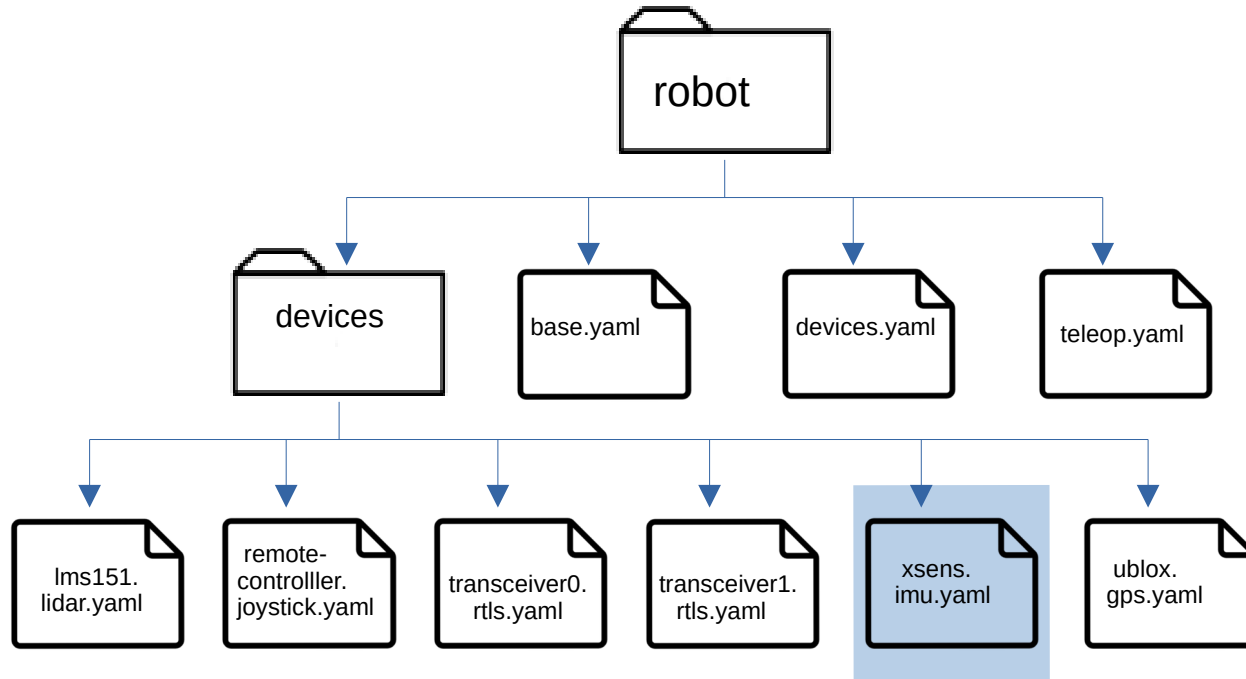 robot
devices
base.yaml
devices.yaml
teleop.yaml
lms151.
lidar.yaml
remote-
controlller.
joystick.yaml
transceiver0.
rtls.yaml
transceiver1.
rtls.yaml
xsens.
imu.yaml
ublox.
gps.yaml